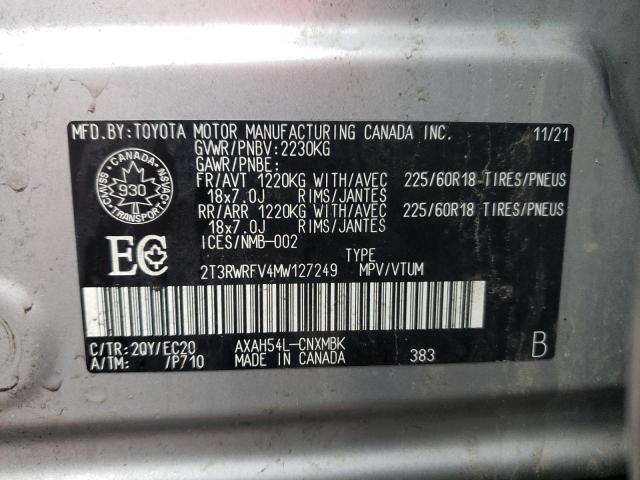 MFD.BY:TOYOTA MOTOR MANUFACTURING CANADA INC. 11/21
GVWR/PNBV:2230KG
GAWR/PNBE:
FR/AVT 1220KG WITH/AVEC 225/60R18 TIRES/PNEUS
18x7.0J RIMS/JANTES
RR/ARR 1220KG WITH/AVEC 225/60R18 TIRES/PNEUS
18x7.0J RIMS/JANTES
ICES/NMB-002
CANADA
930
TRANSPORT
EC
TYPE
2T3RWRFV4MW127249 MPV/VTUM
C/TR:2QY/EC20 AXAH54L-CNXMBK B
A/TM: /P710 MADE IN CANADA 383